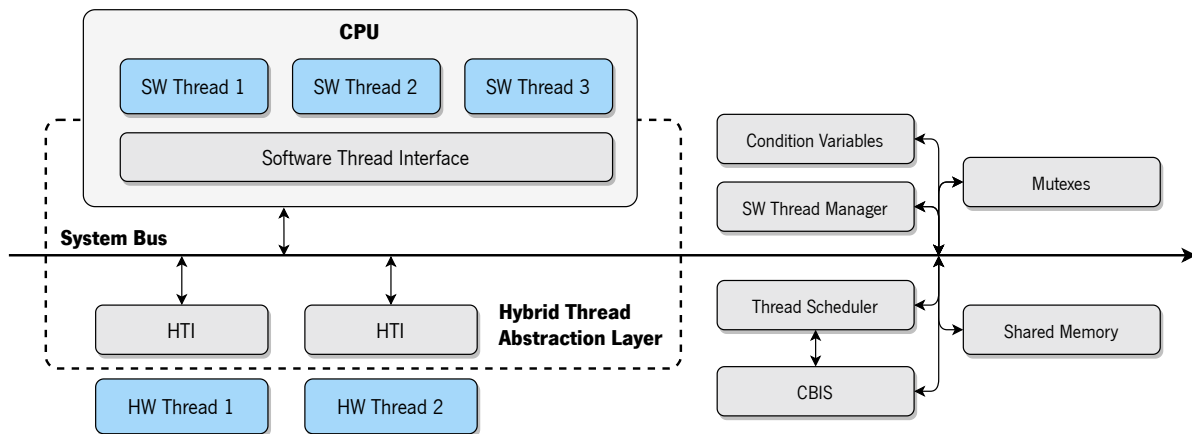 CPU
SW Thread 1
SW Thread 2
SW Thread 3
Software Thread Interface
System Bus
HTI
HTI
Hybrid Thread
Abstraction Layer
HW Thread 1
HW Thread 2
Condition Variables
SW Thread Manager
Mutexes
Thread Scheduler
Shared Memory
CBIS